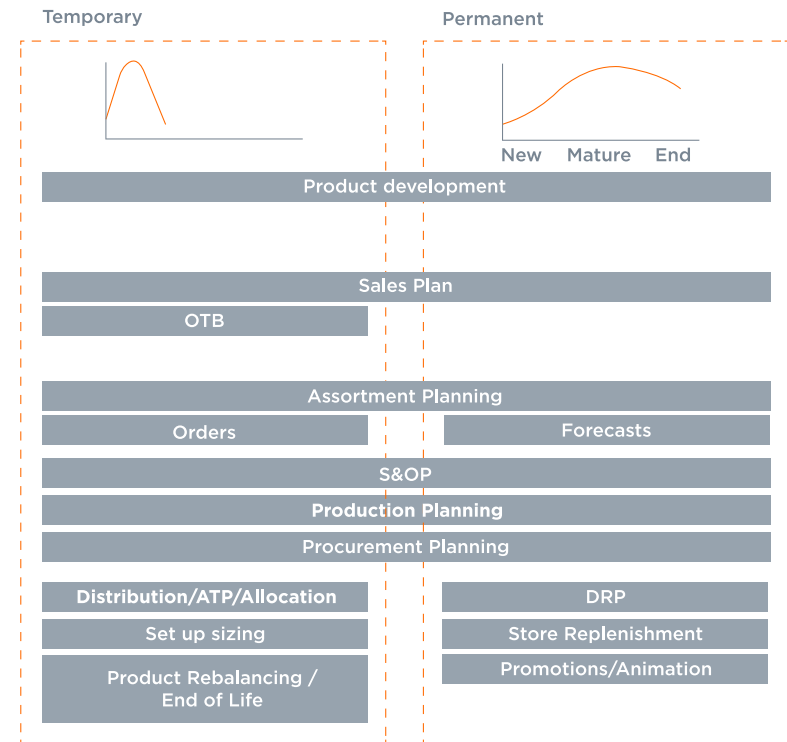 Temporary
Permanent
New Mature End
Product development
Sales Plan
OTB
Assortment Planning
Orders
Forecasts
S&OP
Production Planning
Procurement Planning
Distribution/ATP/Allocation
DRP
Set up sizing
Store Replenishment
Product Rebalancing /
End of Life
Promotions/Animation